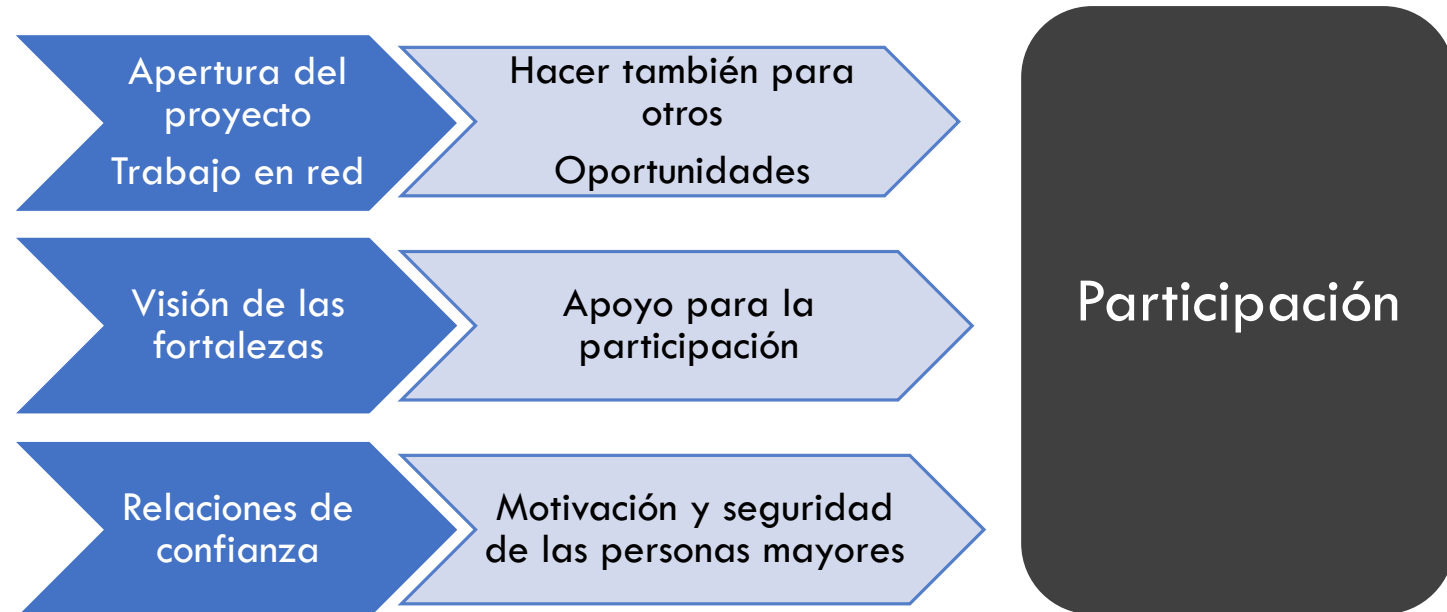 Apertura del
proyecto
Trabajo en red
Hacer también para
otros
Oportunidades
Visión de las
fortalezas
Apoyo para la
participación
Relaciones de
confianza
Motivación y seguridad
de las personas mayores
Participación